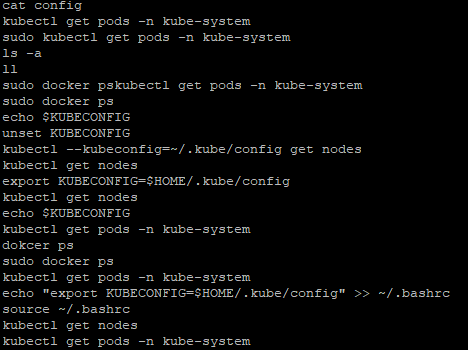 cat config
kubectl get pods -n kube-system
sudo kubectl get pods -n kube-system
ls -a
ll
sudo docker pskubectl get pods -n kube-system
sudo docker ps
echo $KUBECONFIG
unset KUBECONFIG
kubectl --kubeconfig=~/.kube/config get nodes
kubectl get nodes
export KUBECONFIG=$HOME/.kube/config
kubectl get nodes
echo $KUBECONFIG
kubectl get pods -n kube-system
dokcer ps
sudo docker ps
kubectl get pods -n kube-system
echo "export KUBECONFIG=$HOME/.kube/config" >> ~/.bashrc
source ~/.bashrc
kubectl get nodes
kubectl get pods -n kube-system